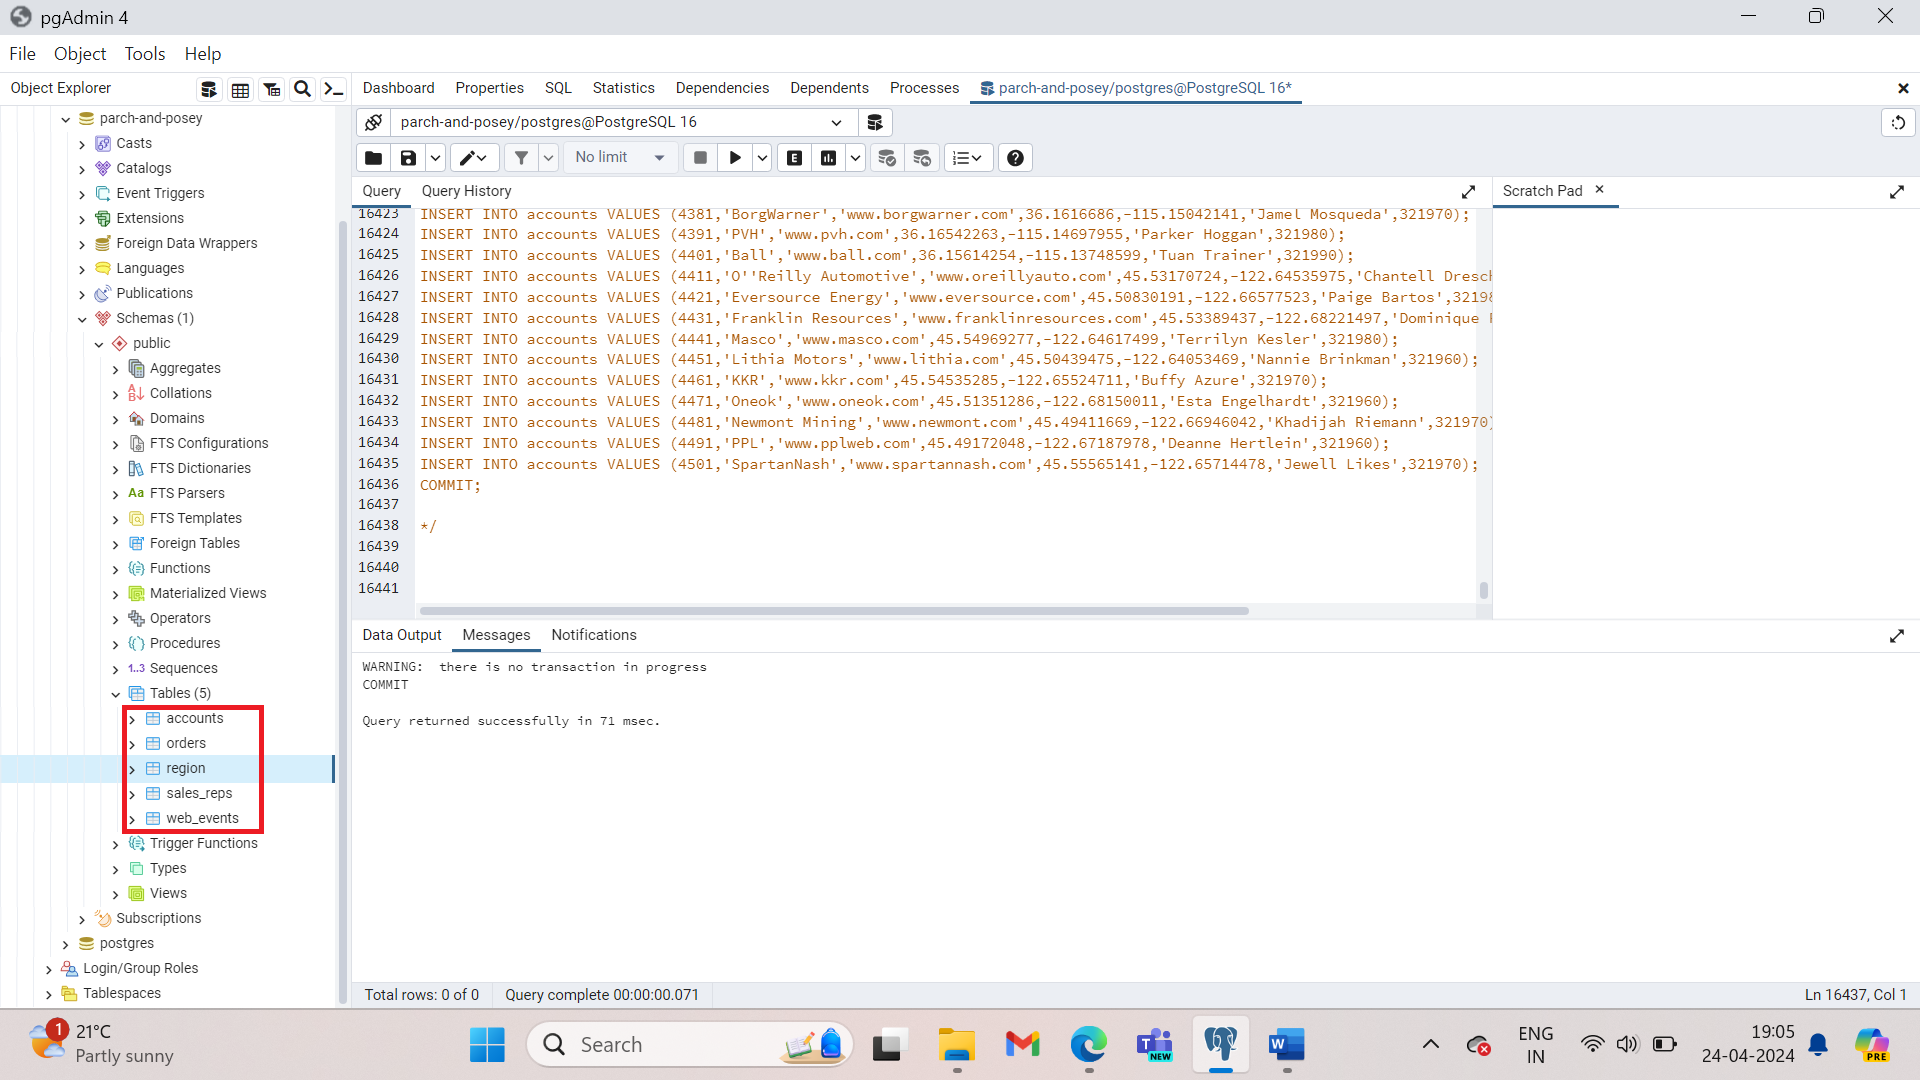 pgAdmin 4
File Object Tools Help
Object Explorer
Dashboard Properties SQL Statistics Dependencies Dependents Processes parch-and-posey/postgres@PostgreSQL 16*
parch-and-posey/postgres@PostgreSQL 16
No limit
E
Query Query History
Scratch Pad
parch-and-posey
Casts
Catalogs
Event Triggers
Extensions
Foreign Data Wrappers
Languages
Publications
Schemas (1)
public
Aggregates
Collations
Domains
FTS Configurations
FTS Dictionaries
Aa FTS Parsers
FTS Templates
Foreign Tables
Functions
Materialized Views
Operators
Procedures
1..3 Sequences
Tables (5)
accounts
orders
region
sales_reps
web_events
Trigger Functions
Types
Views
Subscriptions
postgres
Login/Group Roles
Tablespaces
16423 INSERT INTO accounts VALUES (4381,'BorgWarner','www.borgwarner.com',36.1616686,-115.15042141,'Jamel Mosqueda',321970);
16424 INSERT INTO accounts VALUES (4391,'PVH','www.pvh.com',36.16542263,-115.14697955,'Parker Hoggan',321980);
16425 INSERT INTO accounts VALUES (4401,'Ball','www.ball.com',36.15614254,-115.13748599,'Tuan Trainer',321990);
16426 INSERT INTO accounts VALUES (4411,'O''Reilly Automotive','www.oreillyauto.com',45.53170724,-122.64535975,'Chantell Dresch
16427 INSERT INTO accounts VALUES (4421,'Eversource Energy','www.eversource.com',45.50830191,-122.66577523,'Paige Bartos',32198
16428 INSERT INTO accounts VALUES (4431,'Franklin Resources','www.franklinresources.com',45.53389437,-122.68221497,'Dominique
16429 INSERT INTO accounts VALUES (4441,'Masco','www.masco.com',45.54969277,-122.64617499,'Terrilyn Kesler',321980);
16430 INSERT INTO accounts VALUES (4451,'Lithia Motors','www.lithia.com',45.50439475,-122.64053469,'Nannie Brinkman',321960);
16431 INSERT INTO accounts VALUES (4461,'KKR','www.kkr.com',45.54535285,-122.65524711,'Buffy Azure',321970);
16432 INSERT INTO accounts VALUES (4471,'Oneok','www.oneok.com',45.51351286,-122.68150011,'Esta Engelhardt',321960);
16433 INSERT INTO accounts VALUES (4481,'Newmont Mining','www.newmont.com',45.49411669,-122.66946042,'Khadijah Riemann',321970)
16434 INSERT INTO accounts VALUES (4491,'PPL','www.pplweb.com',45.49172048,-122.67187978,'Deanne Hertlein',321960);
16435 INSERT INTO accounts VALUES (4501,'SpartanNash','www.spartannash.com',45.55565141,-122.65714478,'Jewell Likes',321970);
16436 COMMIT;
16437
16438 */
16439
16440
16441
Data Output Messages Notifications
WARNING: there is no transaction in progress
COMMIT
Query returned successfully in 71 msec.
Total rows: 0 of 0 Query complete 00:00:00.071 Ln 16437, Col 1
1 21°C
Partly sunny
Search
NEW
ENG
IN
19:05
24-04-2024
PRE